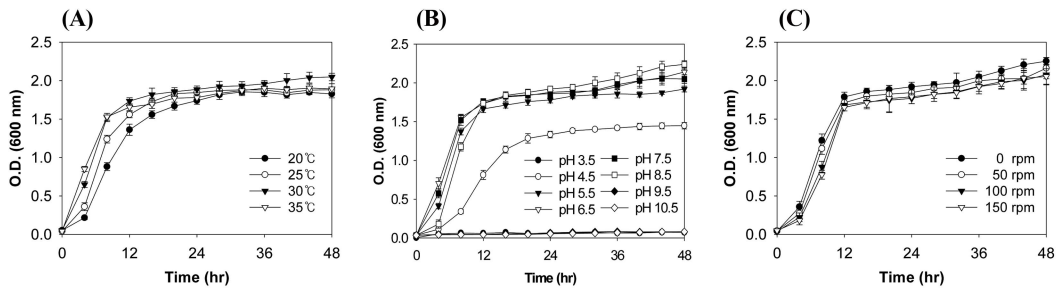 (A)
O.D. (600 nm)
2.5
2.0
1.5
1.0
0.5
0.0
20℃
25℃
30℃
35℃
0 12 24 36 48
Time (hr)
(B)
O.D. (600 nm)
2.5
2.0
1.5
1.0
0.5
0.0
pH 3.5 pH 7.5
pH 4.5 pH 8.5
pH 5.5 pH 9.5
pH 6.5 pH 10.5
0 12 24 36 48
Time (hr)
(C)
O.D. (600 nm)
2.5
2.0
1.5
1.0
0.5
0.0
0 rpm
50 rpm
100 rpm
150 rpm
0 12 24 36 48
Time (hr)